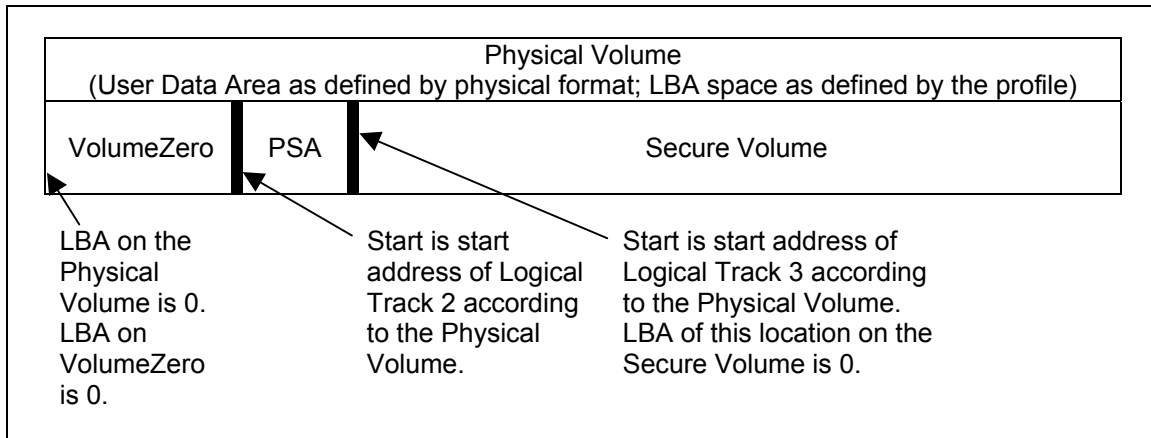 Physical Volume
(User Data Area as defined by physical format; LBA space as defined by the profile)
VolumeZero
PSA
Secure Volume
LBA on the
Physical
Volume is 0.
LBA on
VolumeZero
is 0.
Start is start
address of Logical
Track 2 according
to the Physical
Volume.
Start is start address of
Logical Track 3 according
to the Physical Volume.
LBA of this location on the
Secure Volume is 0.